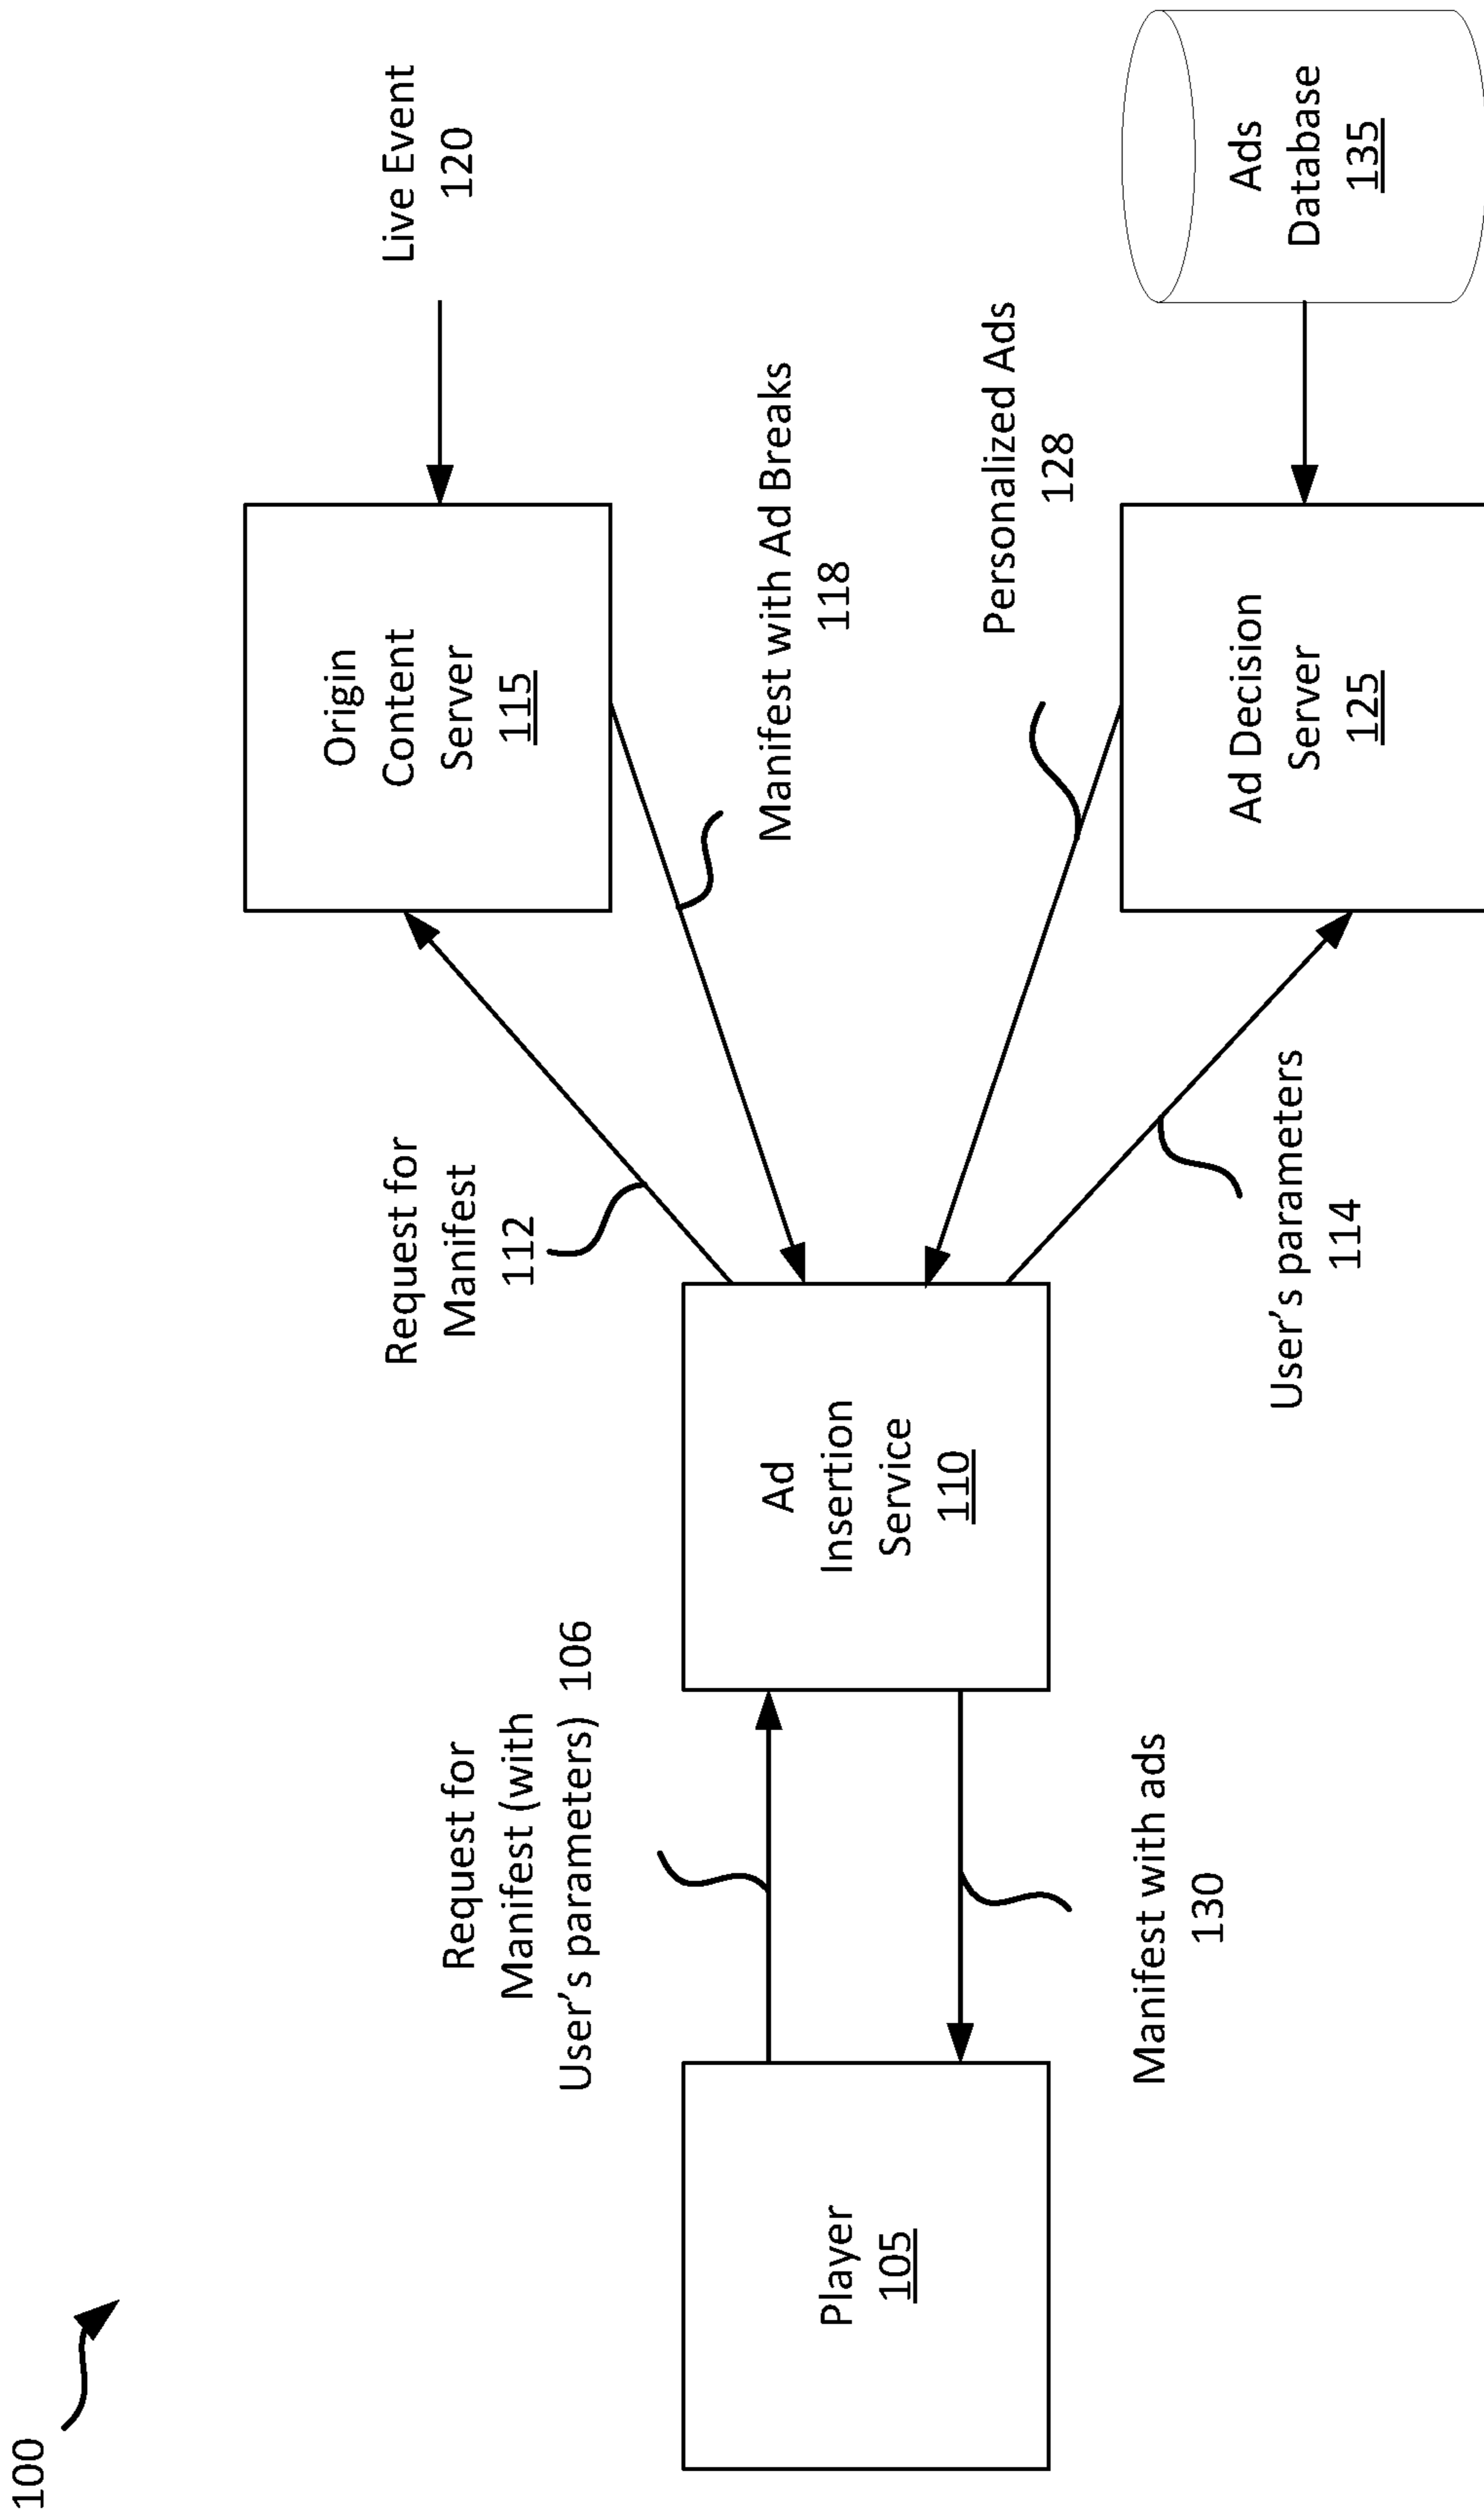 100
Player
105
Request for
Manifest (with
User's parameters) 106
Manifest with ads
130
Ad
Insertion
Service
110
Request for
Manifest
112
User’s parameters
114
Origin
Content
Server
115
Manifest with Ad Breaks
118
Personalized Ads
128
Ad Decision
Server
125
Live Event
120
Ads
Database
135